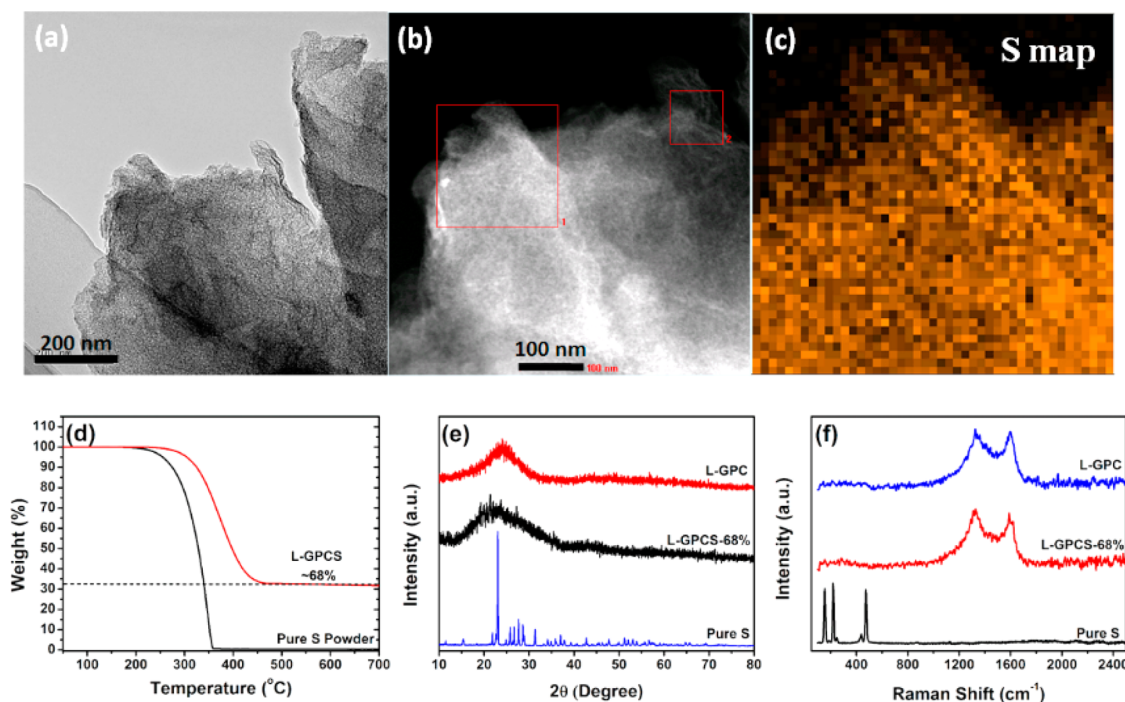 (a)
200 nm
(b)
1
2
100 nm
100 nm
(c)
S map
(d)
Weight (%)
110
100
90
80
70
60
50
40
30
20
10
0
L-GPCS
~68%
Pure S Powder
100 200 300 400 500 600 700
Temperature (°C)
(e)
Intensity (a.u.)
L-GPC
L-GPCS-68%
Pure S
10 20 30 40 50 60 70 80
2θ (Degree)
(f)
Intensity (a.u.)
L-GPC
L-GPCS-68%
Pure S
400 800 1200 1600 2000 2400
Raman Shift (cm⁻¹)